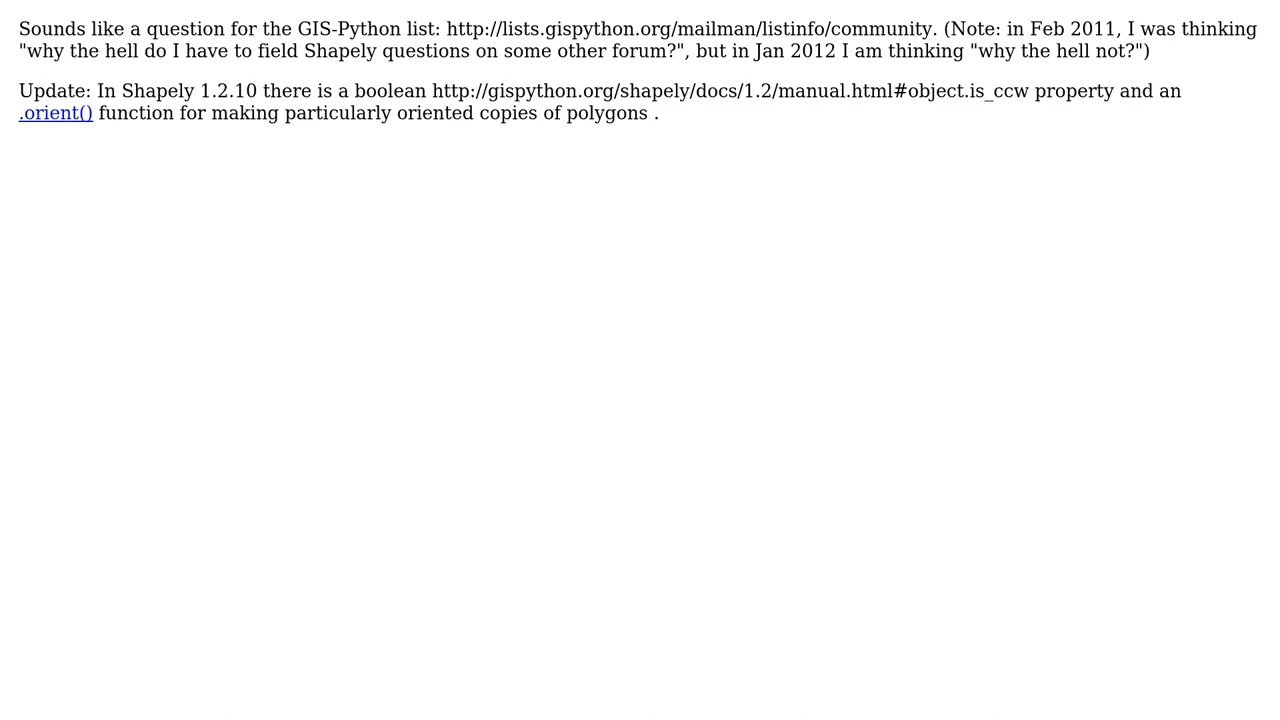 Sounds like a question for the GIS-Python list: http://lists.gispython.org/mailman/listinfo/community. (Note: in Feb 2011, I was thinking
"why the hell do I have to field Shapely questions on some other forum?", but in Jan 2012 I am thinking "why the hell not?")
Update: In Shapely 1.2.10 there is a boolean http://gispython.org/shapely/docs/1.2/manual.html#object.is_ccw property and an
.orient() function for making particularly oriented copies of polygons .